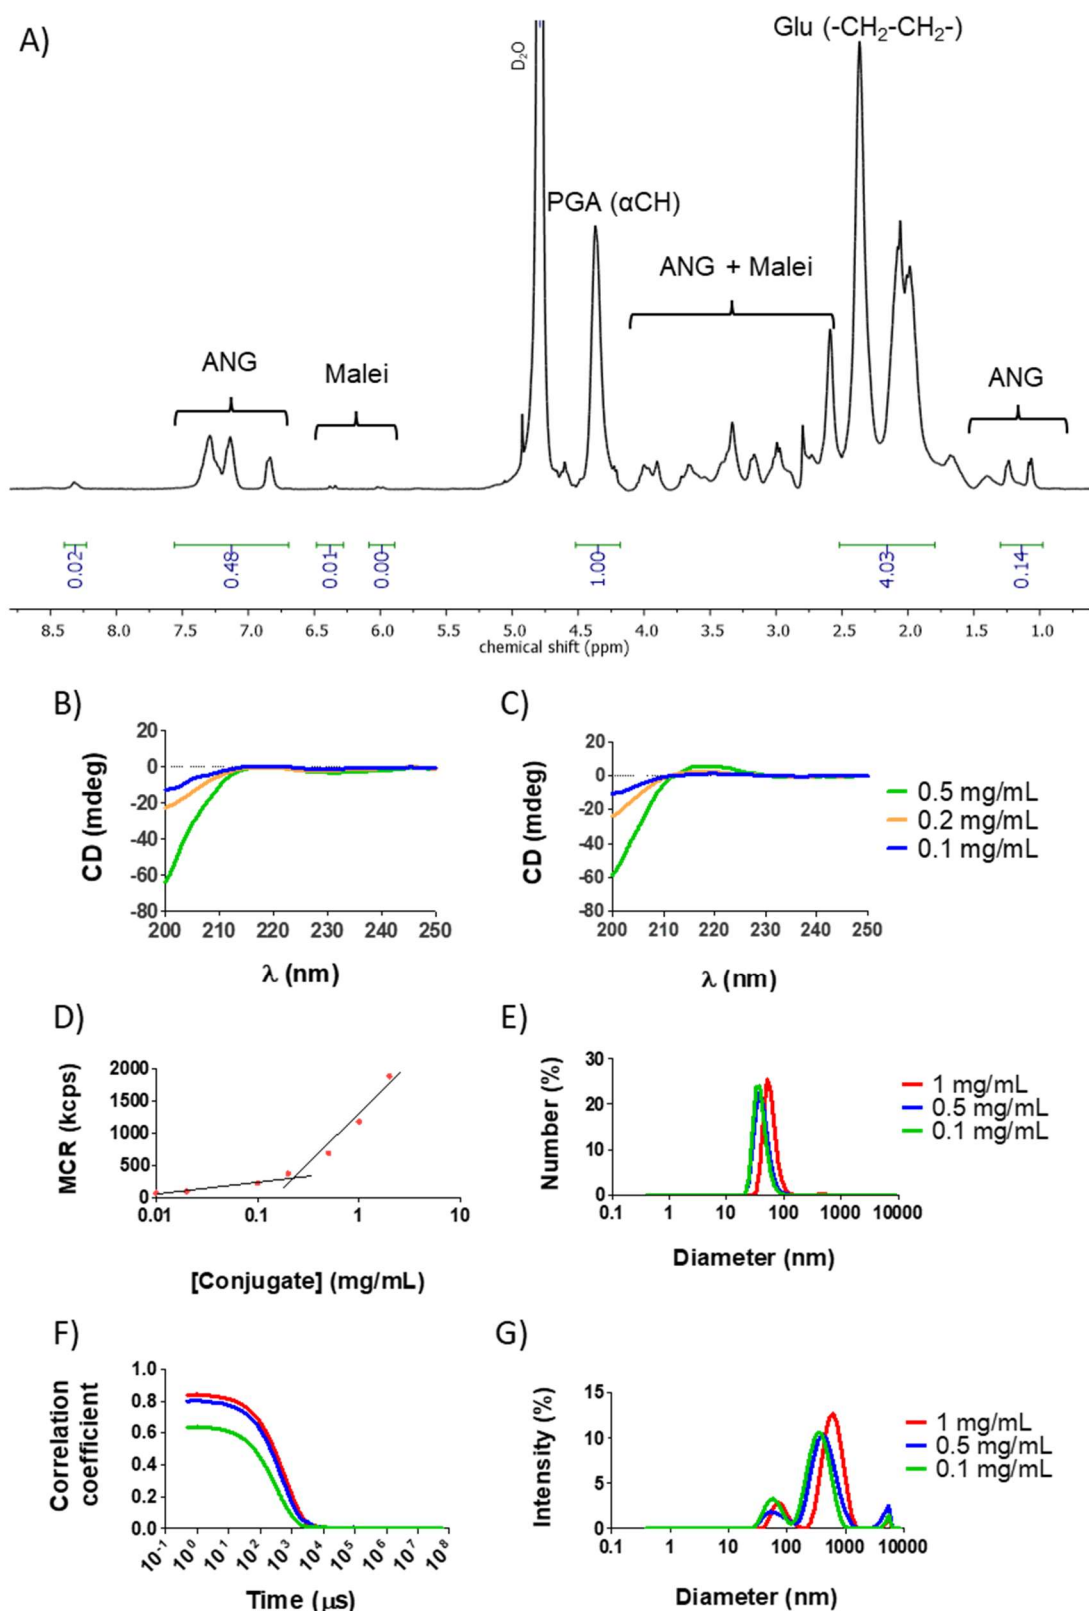 A)
D₂O
Glu (-CH₂-CH₂-)
PGA (αCH)
ANG + Malei
ANG
Malei
ANG
0.02
0.48
0.01
0.00
1.00
4.03
0.14
8.5 8.0 7.5 7.0 6.5 6.0 5.0 4.5 4.0 3.5 3.0 2.5 2.0 1.5 1.0
chemical shift (ppm)
B)
CD (mdeg)
20
0
-20
-40
-60
-80
200 210 220 230 240 250
λ (nm)
C)
CD (mdeg)
20
0
-20
-40
-60
-80
200 210 220 230 240 250
λ (nm)
0.5 mg/mL
0.2 mg/mL
0.1 mg/mL
D)
MCR (kcps)
2000
1500
1000
500
0
0.01 0.1 1 10
[Conjugate] (mg/mL)
E)
Number (%)
30
20
10
0
0.1 1 10 100 1000 10000
Diameter (nm)
1 mg/mL
0.5 mg/mL
0.1 mg/mL
F)
Correlation
coefficient
1.0
0.8
0.6
0.4
0.2
0.0
10⁻¹ 10⁰ 10¹ 10² 10³ 10⁴ 10⁵ 10⁶ 10⁷ 10⁸
Time (μs)
G)
Intensity (%)
15
10
5
0
0.1 1 10 100 1000 10000
Diameter (nm)
1 mg/mL
0.5 mg/mL
0.1 mg/mL